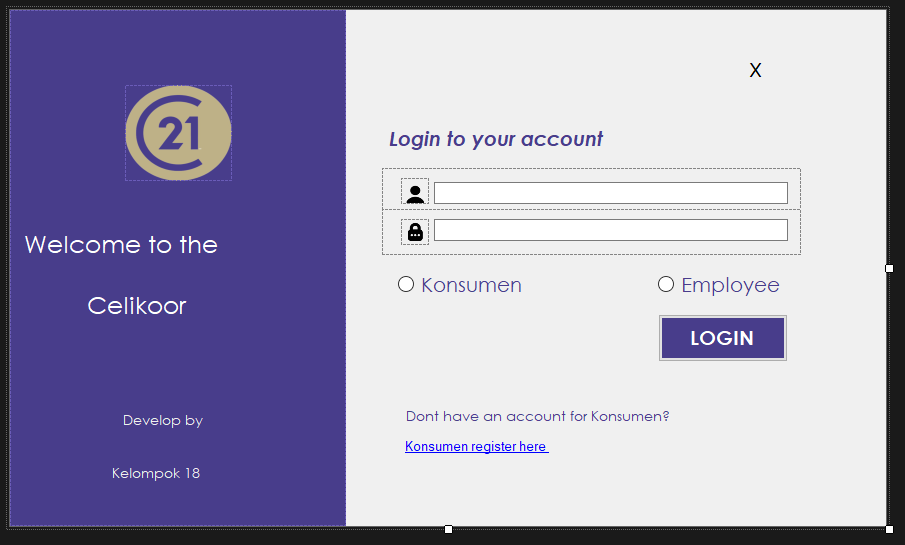 21
Welcome to the
Celikoor
Develop by
Kelompok 18
X
Login to your account
Konsumen
Employee
LOGIN
Dont have an account for Konsumen?
Konsumen register here